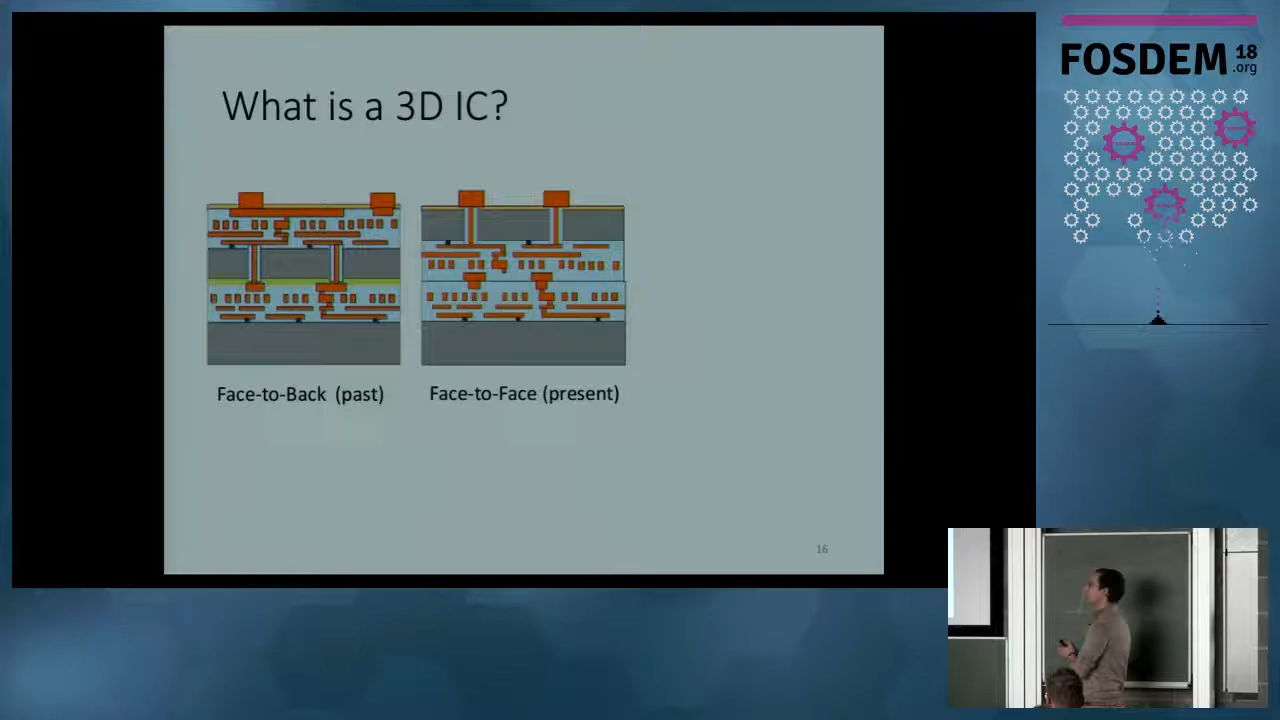 What is a 3D IC?
Face-to-Back (past)
Face-to-Face (present)
16
FOSDEM 18
.org